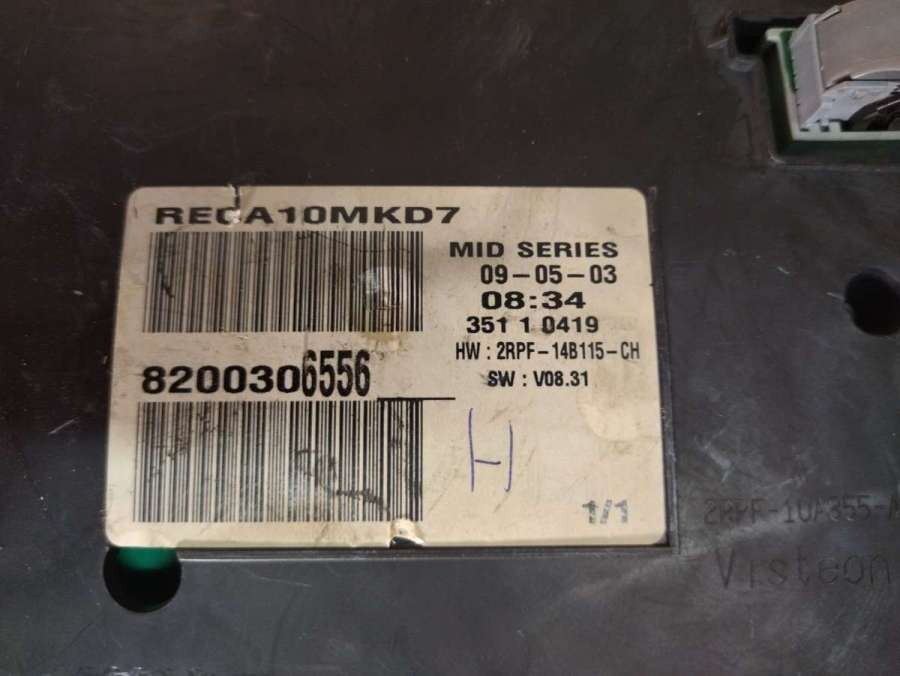 RECA10MKD7
MID SERIES
09-05-03
08:34
351 1 0419
HW : 2RPF-14B115-CH
8200306556
SW : V08.31
H
1/1
Visteon